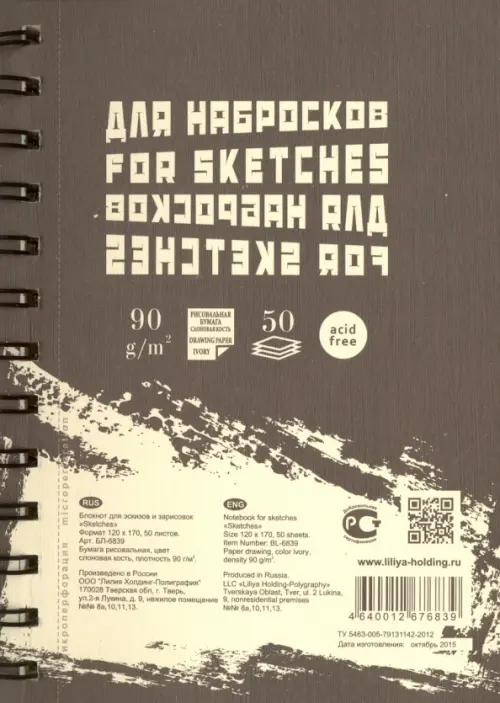 ДЛЯ НАБРОСКОВ
FOR SKETCHES
ДЛЯ НАБРОСКОВ
FOR SKETCHES
90
g/m²
РИСОВАЛЬНАЯ
БУМАГА
СЛОНОВАЯ КОСТЬ
DRAWING PAPER
IVORY
50
acid
free
микроперфорация microperforation
RUS
Блокнот для эскизов и зарисовок
«Sketches»
Формат 120 х 170, 50 листов.
Арт. БЛ-6839
Бумага рисовальная, цвет
слоновая кость, плотность 90 г/м².
Произведено в России
ООО "Лилия Холдинг-Полиграфия"
170028 Тверская обл, г. Тверь,
ул.2-я Лукина, д. 9, нежилое помещение
№№ 8а,10,11,13.
ENG
Notebook for sketches
«Sketches»
Size 120 x 170, 50 sheets.
Item Number: BL-6839
Paper drawing, color ivory,
density 90 g/m².
Produced in Russia.
LLC «Liliya Holding-Polygraphy»
Tverskaya Oblast, Tver, ul. 2 Lukina,
9, nonresidential premises
№№ 8a,10,11,13.
www.liliya-holding.ru
4 640012 676839
ТУ 5463-005-79131142-2012
Дата изготовления: октябрь 2015